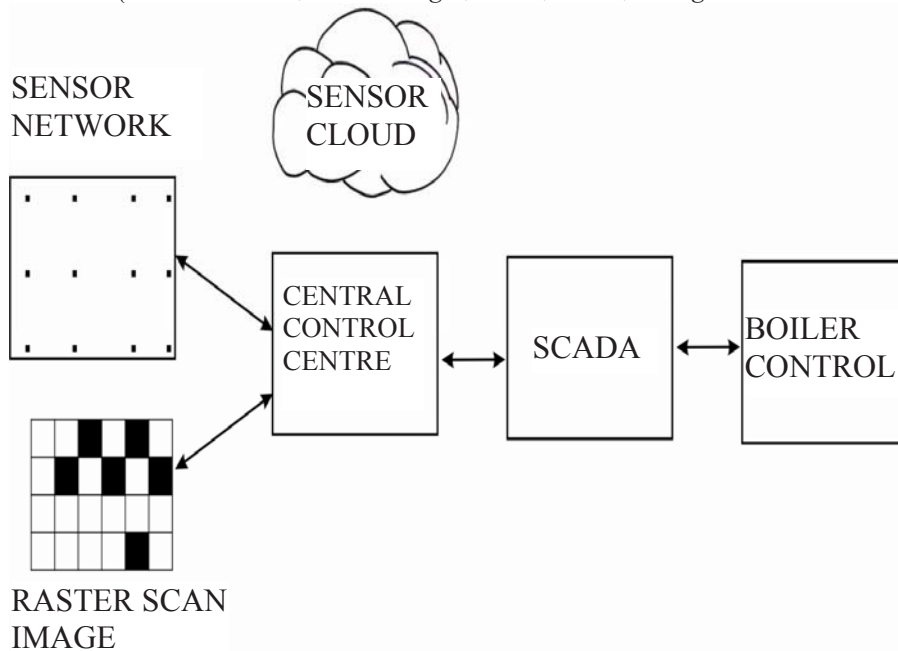 SENSOR
NETWORK
SENSOR
CLOUD
CENTRAL
CONTROL
CENTRE
SCADA
BOILER
CONTROL
RASTER SCAN
IMAGE